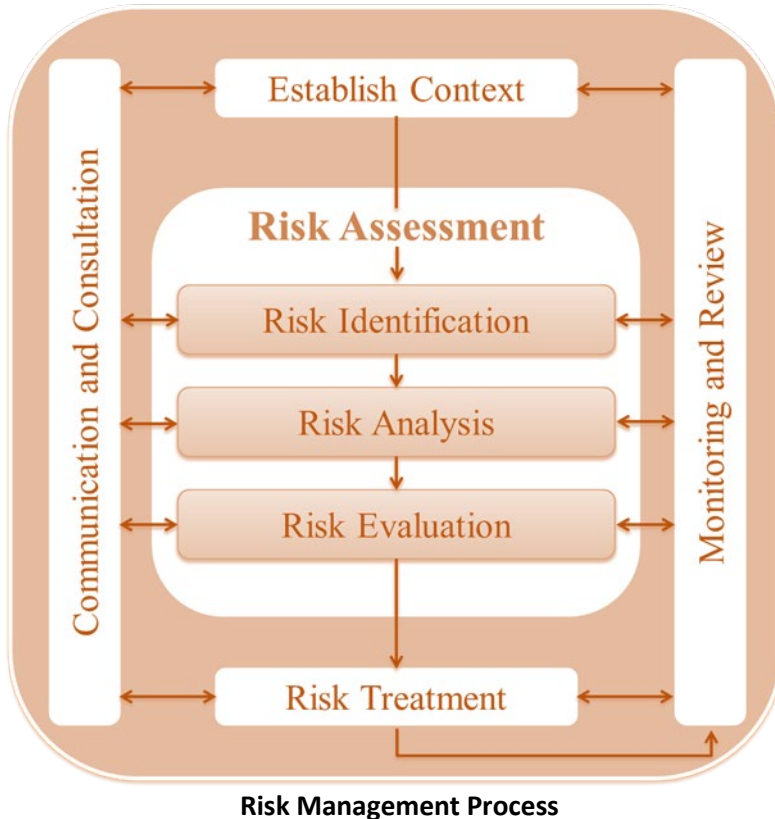 Establish Context
Communication and Consultation
Risk Assessment
Risk Identification
Risk Analysis
Risk Evaluation
Monitoring and Review
Risk Treatment
Risk Management Process